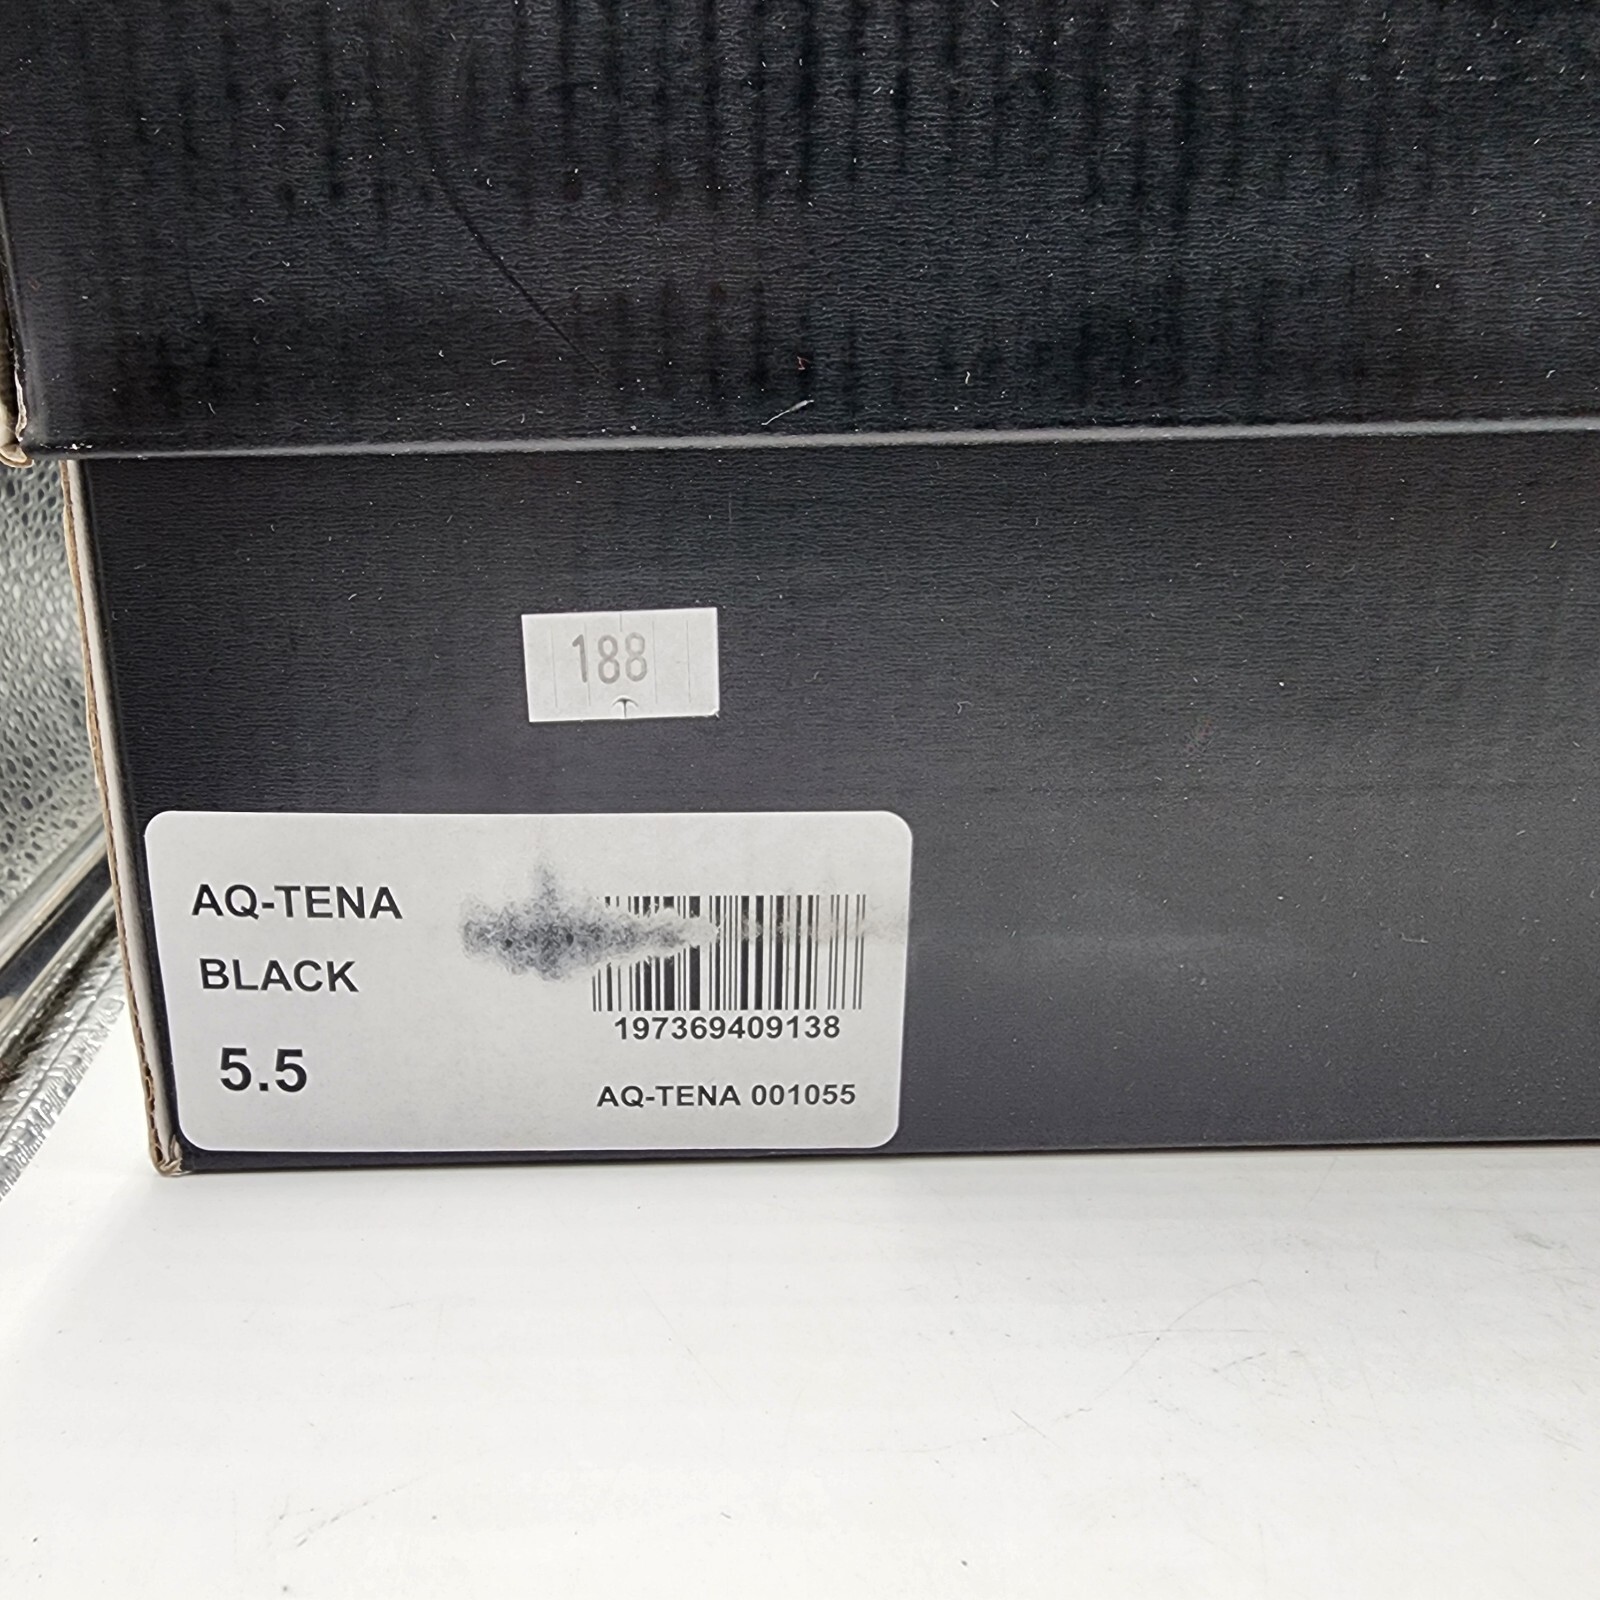 188
AQ-TENA
BLACK
5.5
197369409138
AQ-TENA 001055